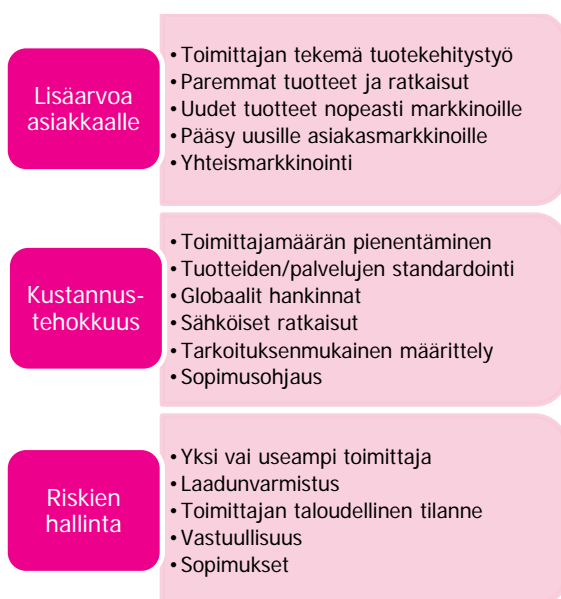 Lisäarvoa
asiakkaalle
• Toimittajan tekemä tuotekehitystyö
• Paremmat tuotteet ja ratkaisut
• Uudet tuotteet nopeasti markkinoille
• Pääsy uusille asiakasmarkkinoille
• Yhteismarkkinointi
Kustannus-
tehokkuus
• Toimittajamäärän pienentäminen
• Tuotteiden/palvelujen standardointi
• Globaalit hankinnat
• Sähköiset ratkaisut
• Tarkoituksenmukainen määrittely
• Sopimusohjaus
Riskien
hallinta
• Yksi vai useampi toimittaja
• Laadunvarmistus
• Toimittajan taloudellinen tilanne
• Vastuullisuus
• Sopimukset